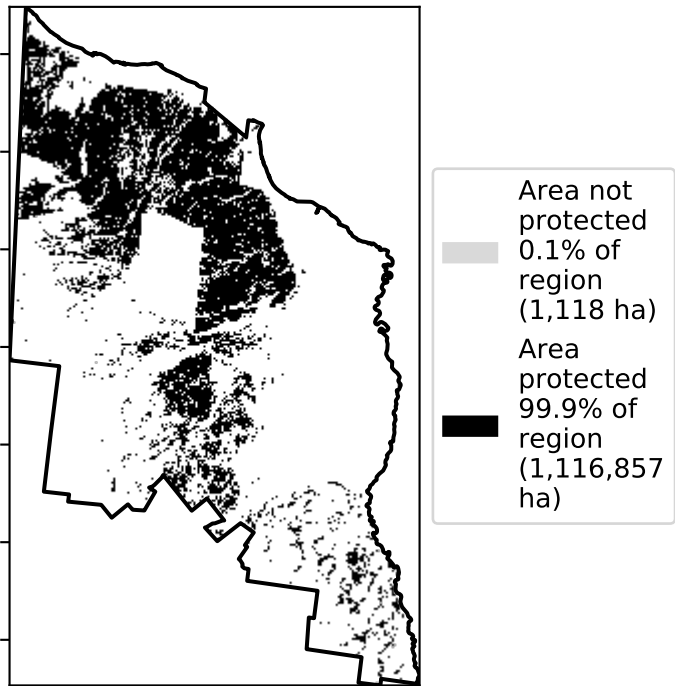 Area not
protected
0.1% of
region
(1,118 ha)
Area
protected
99.9% of
region
(1,116,857
ha)